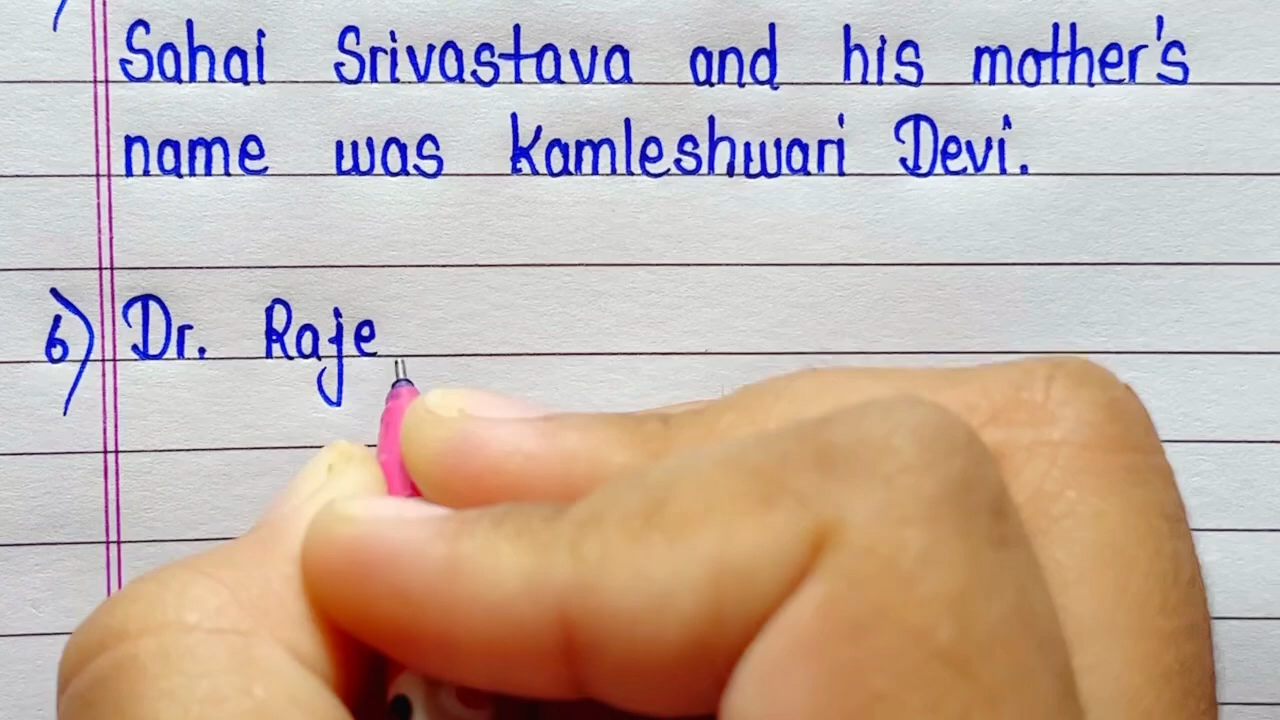 Sahai Srivastava and his mother's
name was Kamleshwari Devi.
6) Dr. Raje